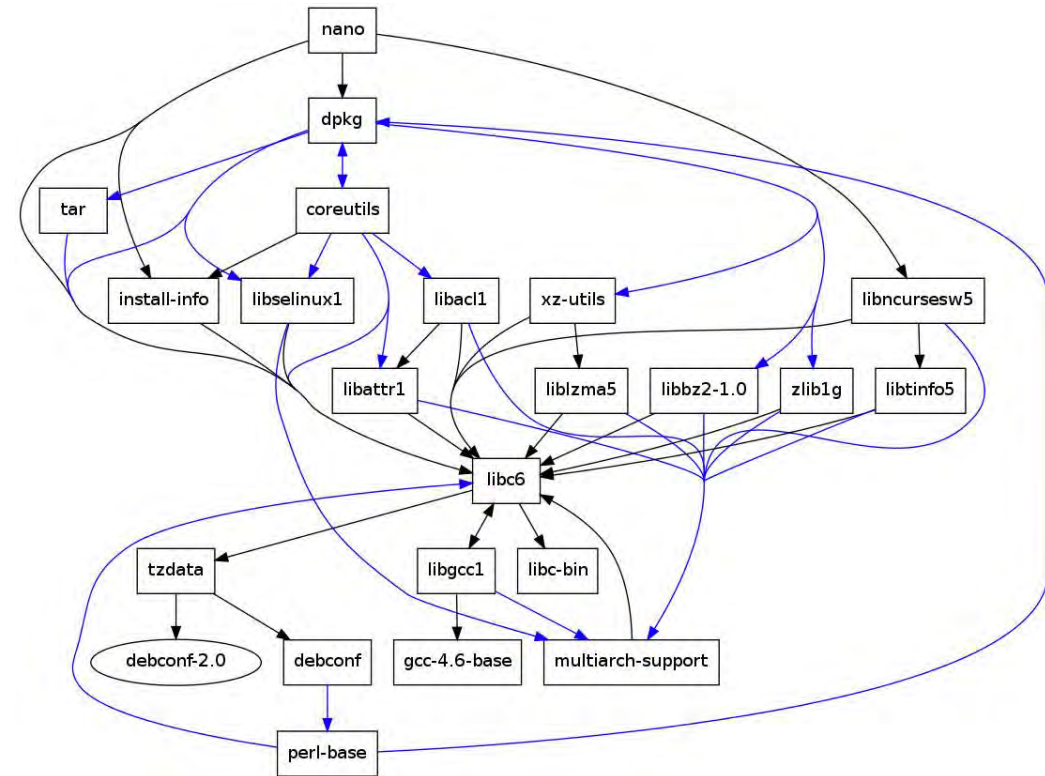 nano
dpkg
tar
coreutils
install-info
libselinux1
libacl1
xz-utils
libncursesw5
libattr1
liblzma5
libbz2-1.0
zlib1g
libtinfo5
libc6
tzdata
libgcc1
libc-bin
debconf-2.0
debconf
gcc-4.6-base
multiarch-support
perl-base